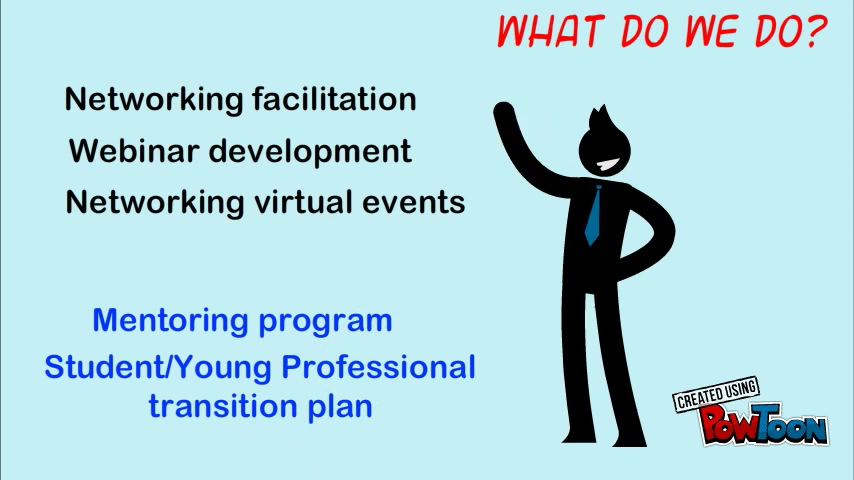 WHAT DO WE DO?
Networking facilitation
Webinar development
Networking virtual events
Mentoring program
Student/Young Professional
transition plan
CREATED USING
POWTOON